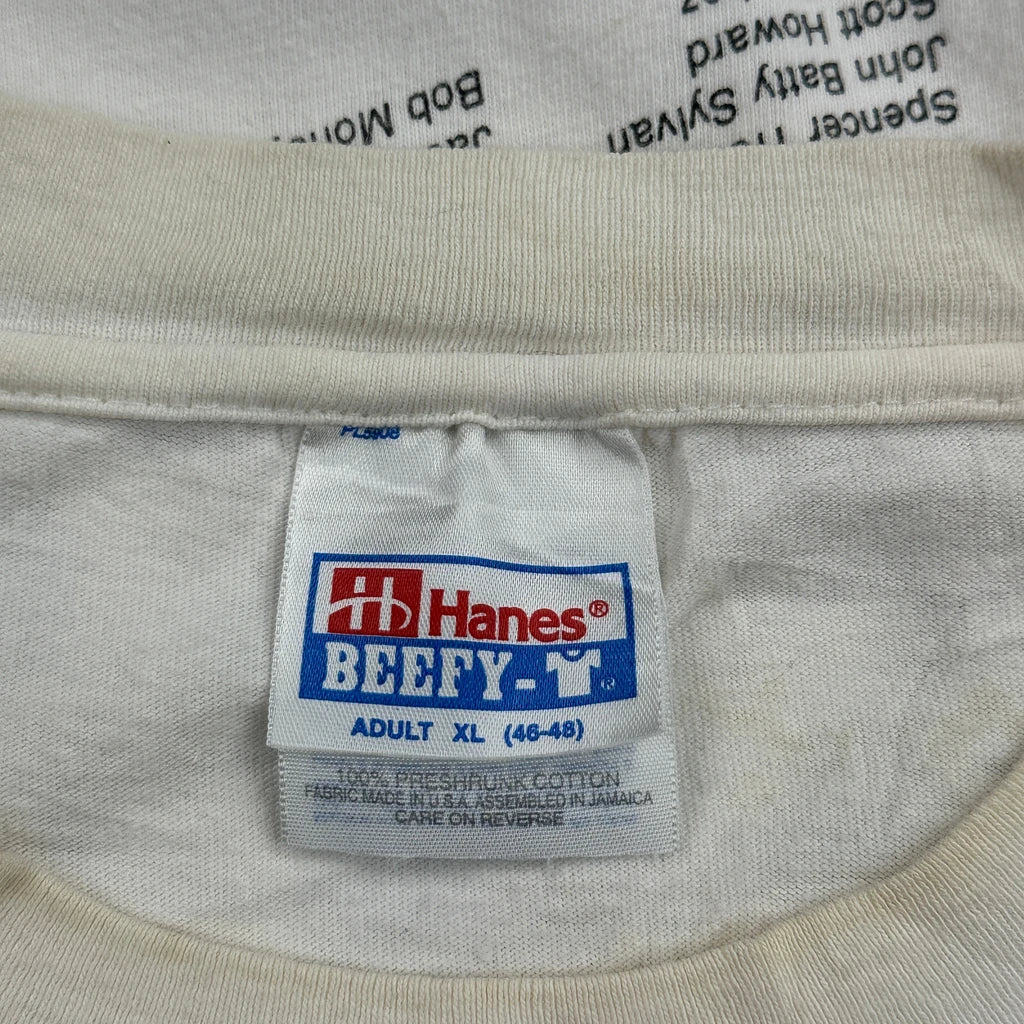 Spencer
John Batty Sylvan
Scott Howard
Bob
PL5908
Hanes®
BEEFY-T®
ADULT XL (46-48)
100% PRESHRUNK COTTON
FABRIC MADE IN U.S.A. ASSEMBLED IN JAMAICA
CARE ON REVERSE